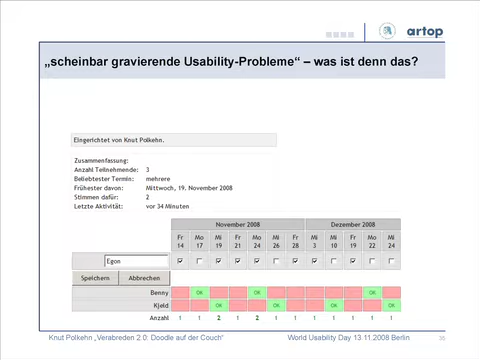 artop
„scheinbar gravierende Usability-Probleme“ – was ist denn das?
Eingerichtet von Knut Polkehn.
Zusammenfassung:
Anzahl Teilnehmende: 3
Beliebtester Termin: mehrere
Frühester davon: Mittwoch, 19. November 2008
Stimmen dafür: 2
Letzte Aktivität: vor 34 Minuten
November 2008 Dezember 2008
Fr Mo Mi Fr Mo Mi Fr Mi Mi Fr Mo Mi
14 17 19 21 24 26 28 3 10 19 22 24
Egon
Speichern Abbrechen
Benny OK OK OK
Kjeld OK OK OK OK OK
Anzahl 1 1 2 1 2 1 1 1 1 1 1 1
Knut Polkehn „Verabreden 2.0: Doodle auf der Couch“ World Usability Day 13.11.2008 Berlin 36